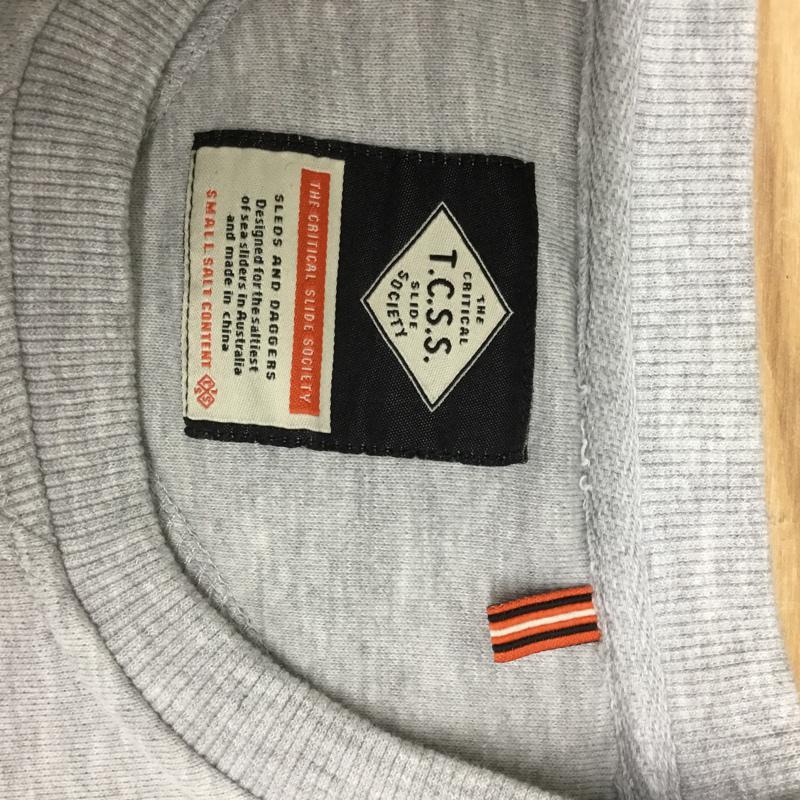 THE
CRITICAL
T.C.S.S.
SLIDE
SOCIETY
THE CRITICAL SLIDE SOCIETY.
SLEDS AND DAGGERS
Designed for the saltiest
of sea sliders in Australia
and made in china
SMALL SALT CONTENT